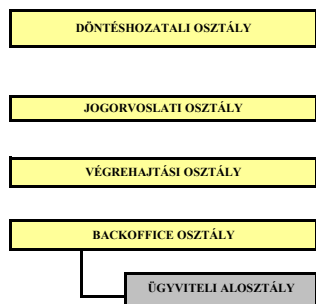 DÖNTÉSHOZATALI OSZTÁLY
JOGORVOSLATI OSZTÁLY
VÉGREHAJTÁSI OSZTÁLY
BACKOFFICE OSZTÁLY
ÜGYVITELI ALOSZTÁLY